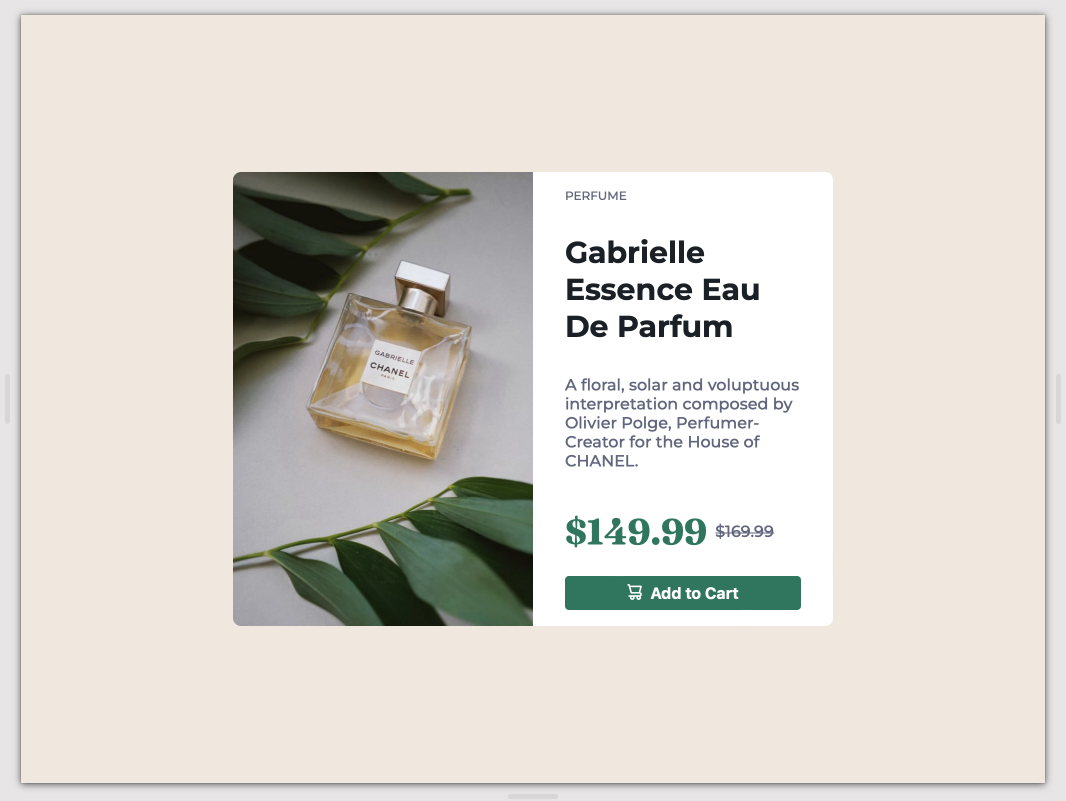 GABRIELLE
CHANEL
PARIS
PERFUME
Gabrielle
Essence Eau
De Parfum
A floral, solar and voluptuous
interpretation composed by
Olivier Polge, Perfumer-
Creator for the House of
CHANEL.
$149.99 $169.99
Add to Cart